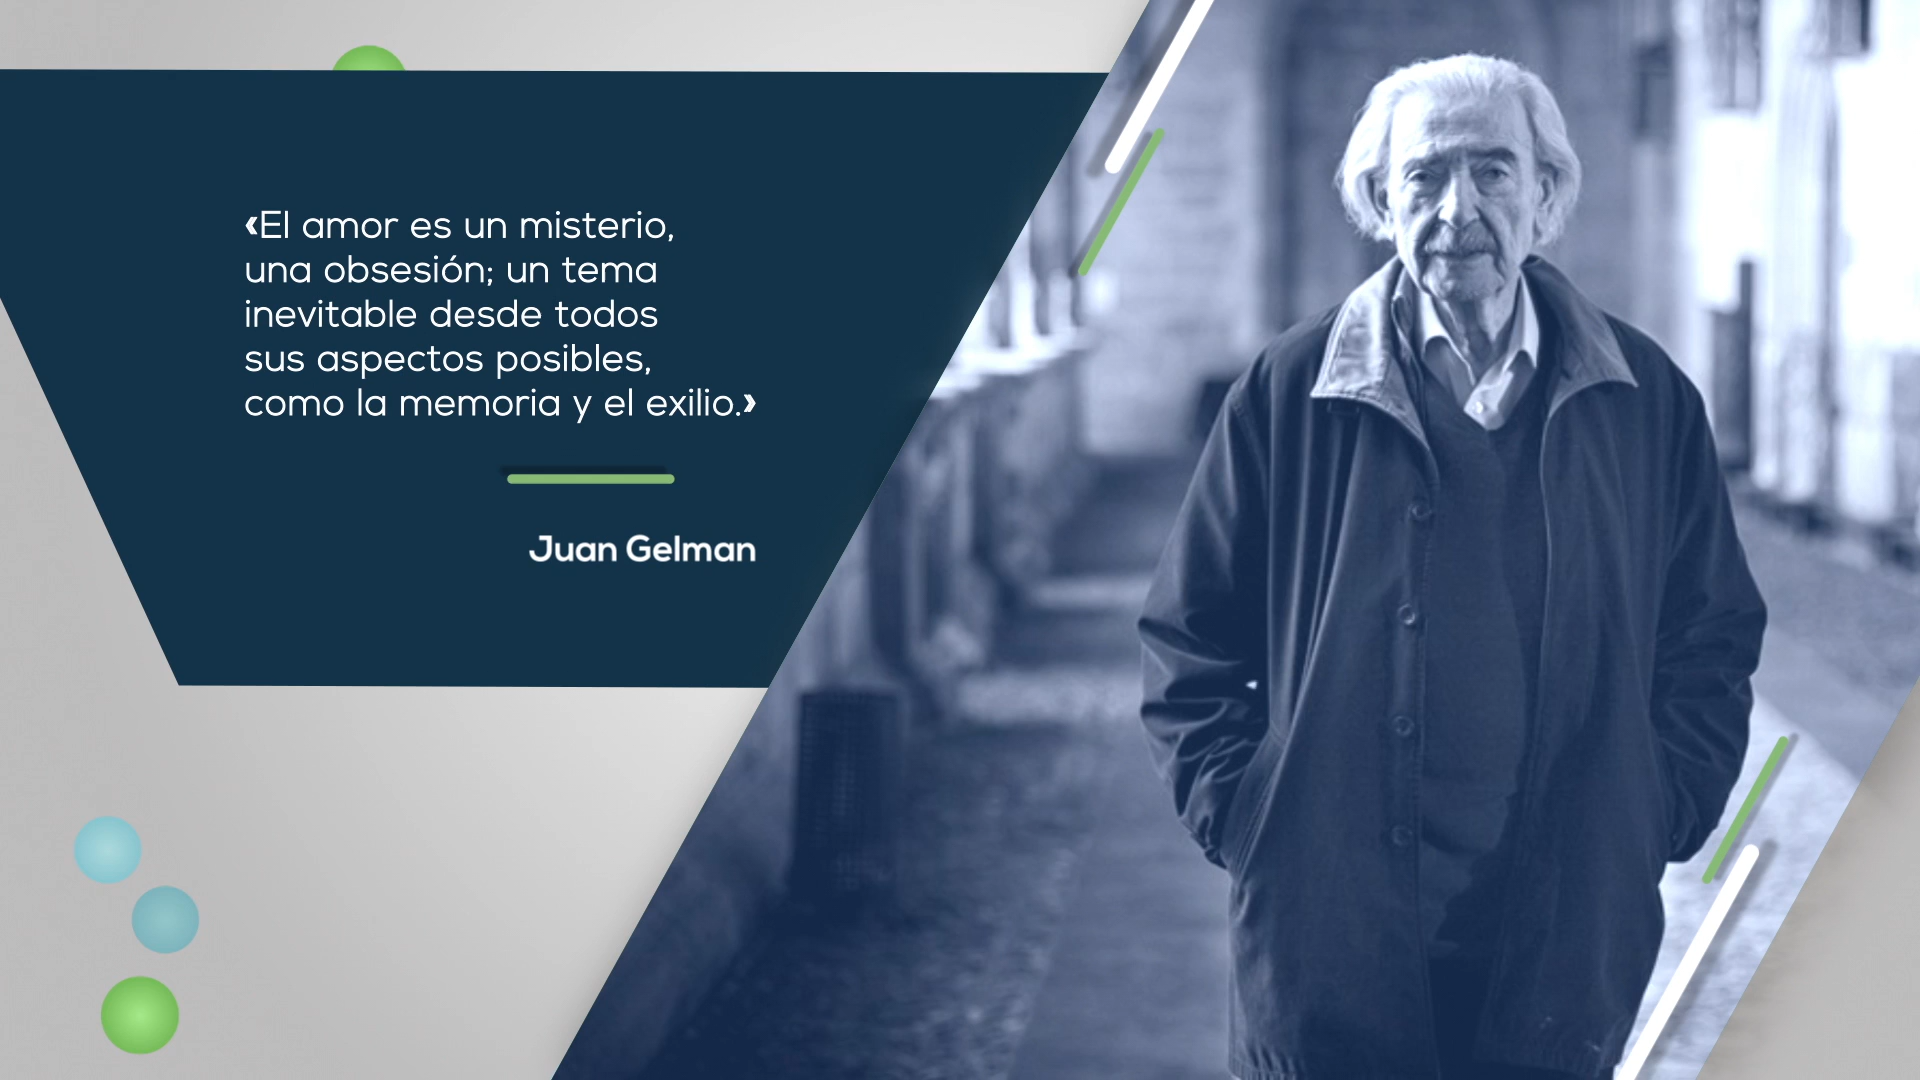 ‹El amor es un misterio,
una obsesión; un tema
inevitable desde todos
sus aspectos posibles,
como la memoria y el exilio.›
Juan Gelman